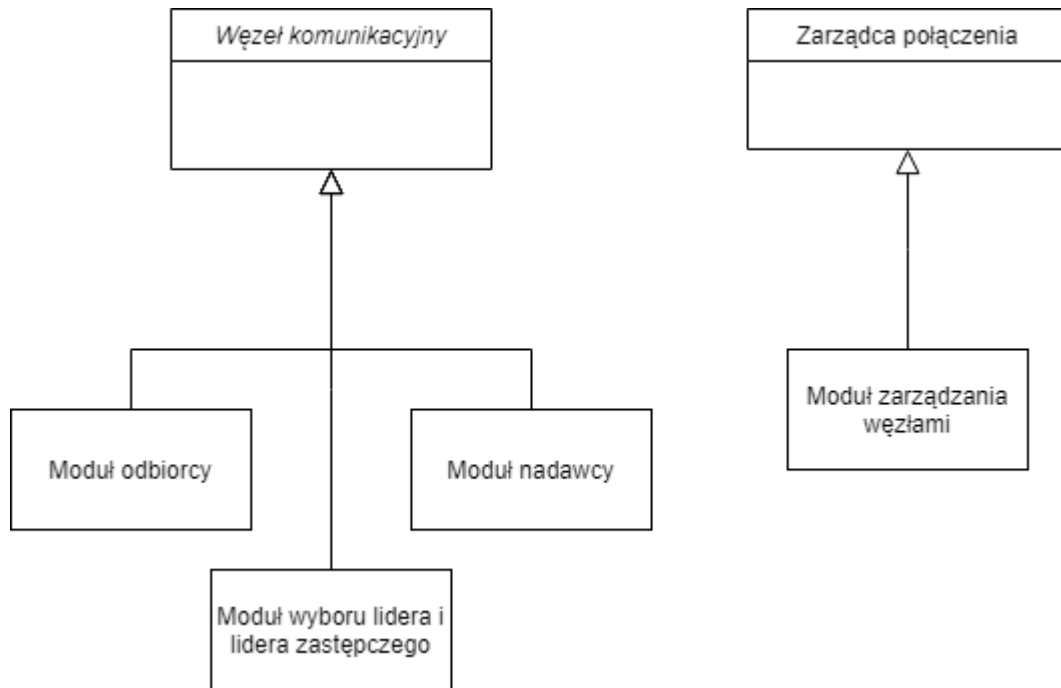 Węzeł komunikacyjny
Zarządca połączenia
Moduł odbiorcy
Moduł nadawcy
Moduł zarządzania
węzłami
Moduł wyboru lidera i
lidera zastępczego